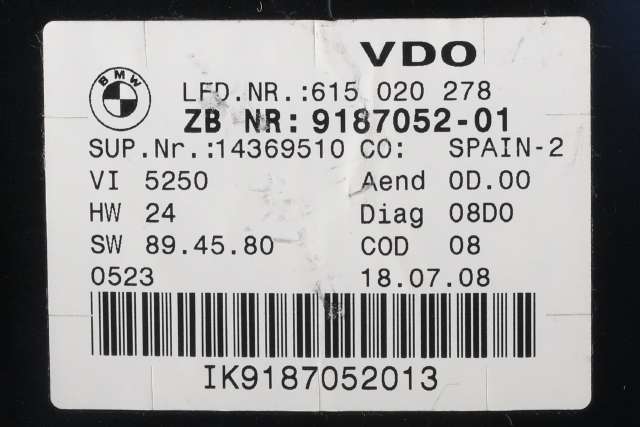 VDO
BMW
LFD.NR.:615 020 278
ZB NR: 9187052-01
SUP.Nr.:14369510 CO: SPAIN-2
VI 5250 Aend 0D.00
HW 24 Diag 08D0
SW 89.45.80 COD 08
0523 18.07.08
IK9187052013